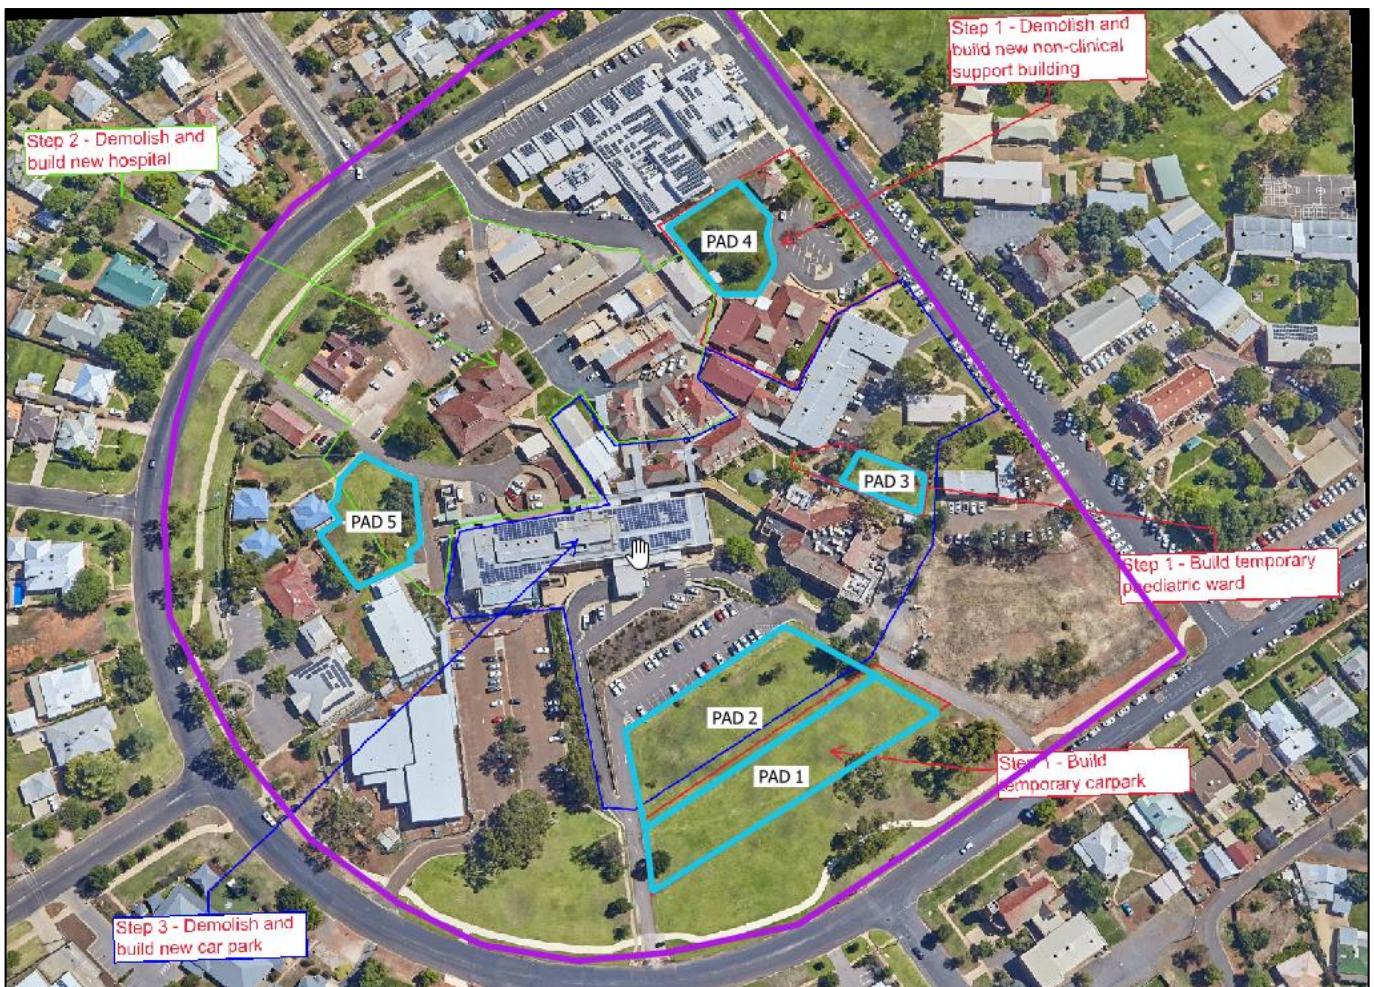 Step 1 - Demolish and
build new non-clinical
support building
Step 2 - Demolish and
build new hospital
PAD 4
PAD 3
PAD 5
Step 1 - Build temporary
paediatric ward
PAD 2
PAD 1
Step 1 - Build
temporary carpark
Step 3 - Demolish and
build new car park